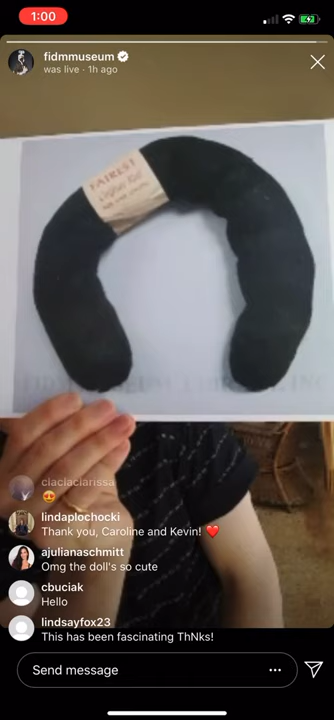 1:00
fidmmuseum
was live · 1h ago
FAIREST
ciaciaclarissa
😍
lindaplochocki
Thank you, Caroline and Kevin! ❤️
ajulianaschmitt
Omg the doll's so cute
cbuciak
Hello
lindsayfox23
This has been fascinating ThNks!
Send message